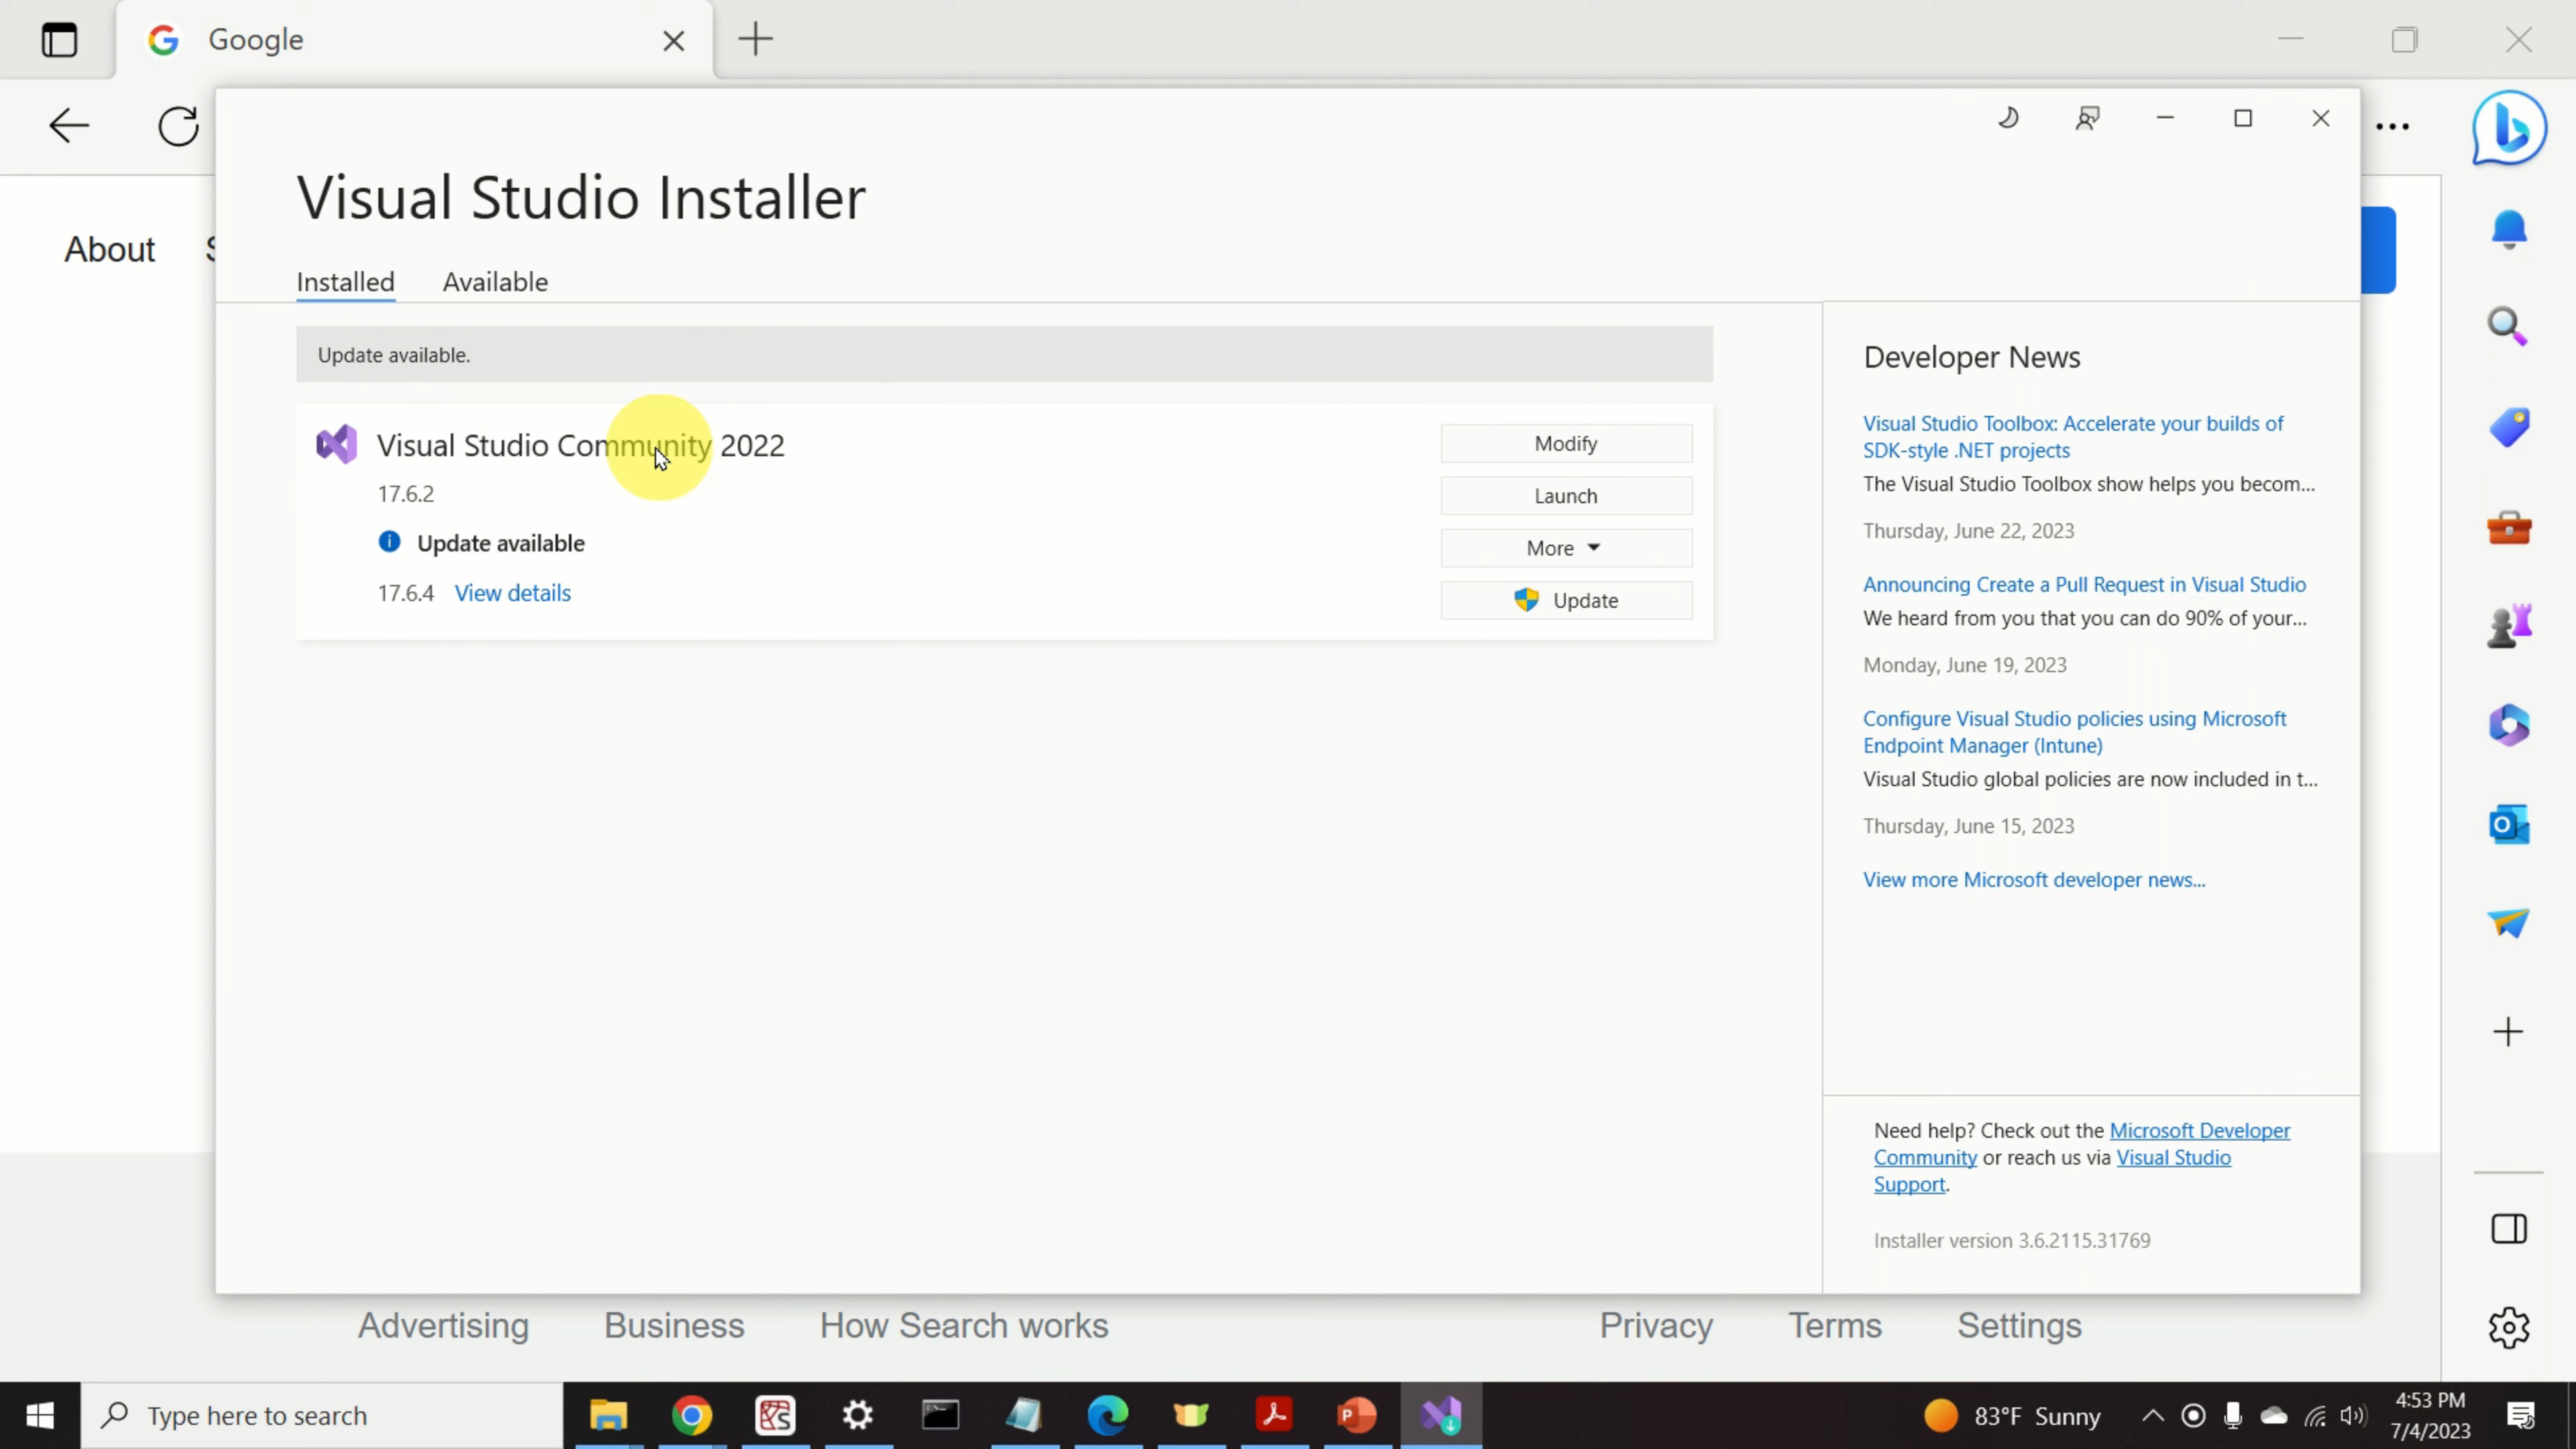 Google
About
Visual Studio Installer
Installed Available
Update available.
Visual Studio Community 2022
17.6.2
Update available
17.6.4 View details
Modify
Launch
More
Update
Developer News
Visual Studio Toolbox: Accelerate your builds of
SDK-style .NET projects
The Visual Studio Toolbox show helps you becom...
Thursday, June 22, 2023
Announcing Create a Pull Request in Visual Studio
We heard from you that you can do 90% of your...
Monday, June 19, 2023
Configure Visual Studio policies using Microsoft
Endpoint Manager (Intune)
Visual Studio global policies are now included in t...
Thursday, June 15, 2023
View more Microsoft developer news...
Need help? Check out the Microsoft Developer
Community or reach us via Visual Studio
Support.
Installer version 3.6.2115.31769
Advertising Business How Search works Privacy Terms Settings
Type here to search
83°F Sunny
4:53 PM
7/4/2023